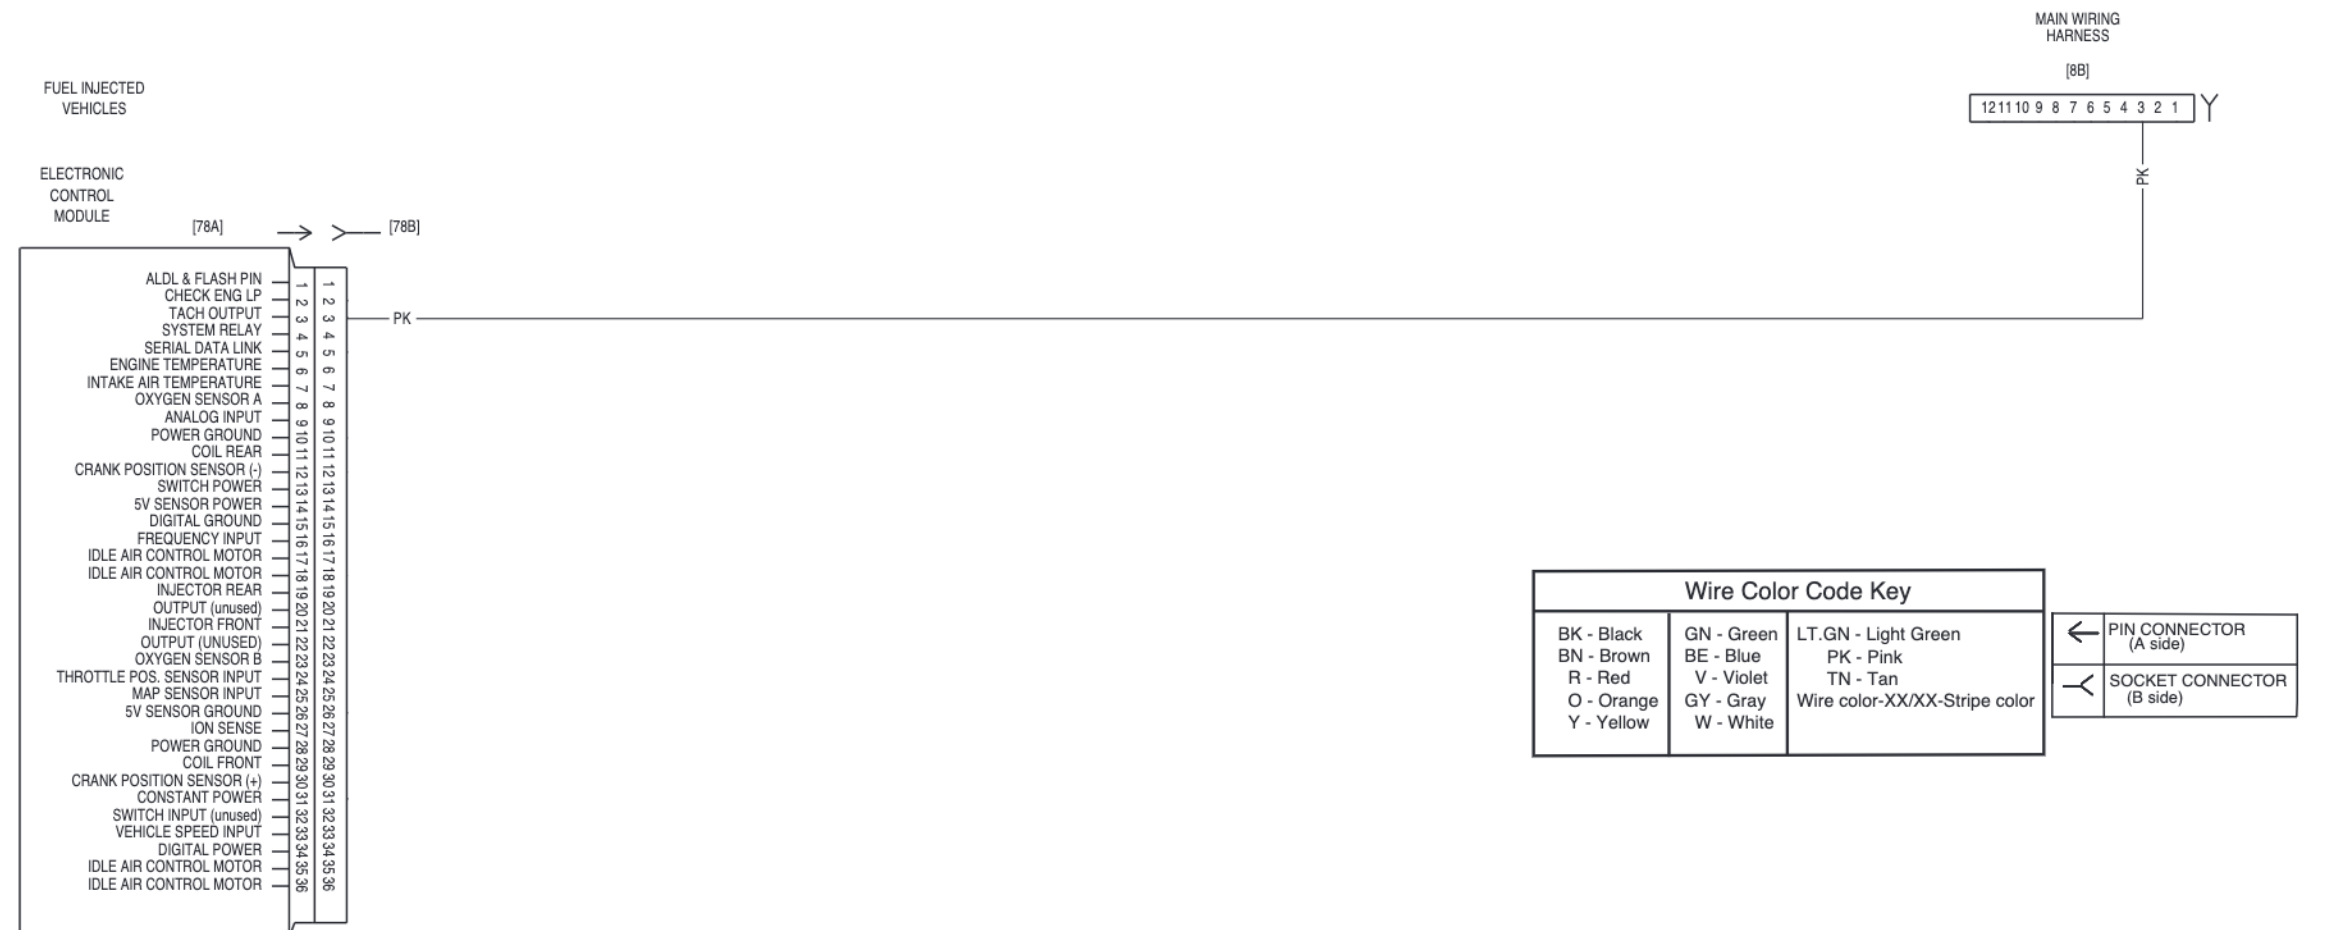 MAIN WIRING
HARNESS
[8B]
12 11 10 9 8 7 6 5 4 3 2 1
PK
FUEL INJECTED
VEHICLES
ELECTRONIC
CONTROL
MODULE
[78A]
[78B]
ALDL & FLASH PIN 1 1
CHECK ENG LP 2 2
TACH OUTPUT 3 3 PK
SYSTEM RELAY 4 4
SERIAL DATA LINK 5 5
ENGINE TEMPERATURE 6 6
INTAKE AIR TEMPERATURE 7 7
OXYGEN SENSOR A 8 8
ANALOG INPUT 9 9
POWER GROUND 10 10
COIL REAR 11 11
CRANK POSITION SENSOR (-) 12 12
SWITCH POWER 13 13
5V SENSOR POWER 14 14
DIGITAL GROUND 15 15
FREQUENCY INPUT 16 16
IDLE AIR CONTROL MOTOR 17 17
IDLE AIR CONTROL MOTOR 18 18
INJECTOR REAR 19 19
OUTPUT (unused) 20 20
INJECTOR FRONT 21 21
OUTPUT (UNUSED) 22 22
OXYGEN SENSOR B 23 23
THROTTLE POS. SENSOR INPUT 24 24
MAP SENSOR INPUT 25 25
5V SENSOR GROUND 26 26
ION SENSE 27 27
POWER GROUND 28 28
COIL FRONT 29 29
CRANK POSITION SENSOR (+) 30 30
CONSTANT POWER 31 31
SWITCH INPUT (unused) 32 32
VEHICLE SPEED INPUT 33 33
DIGITAL POWER 34 34
IDLE AIR CONTROL MOTOR 35 35
IDLE AIR CONTROL MOTOR 36 36
Wire Color Code Key
BK - Black
BN - Brown
R - Red
O - Orange
Y - Yellow
GN - Green
BE - Blue
V - Violet
GY - Gray
W - White
LT.GN - Light Green
PK - Pink
TN - Tan
Wire color-XX/XX-Stripe color
PIN CONNECTOR
(A side)
SOCKET CONNECTOR
(B side)